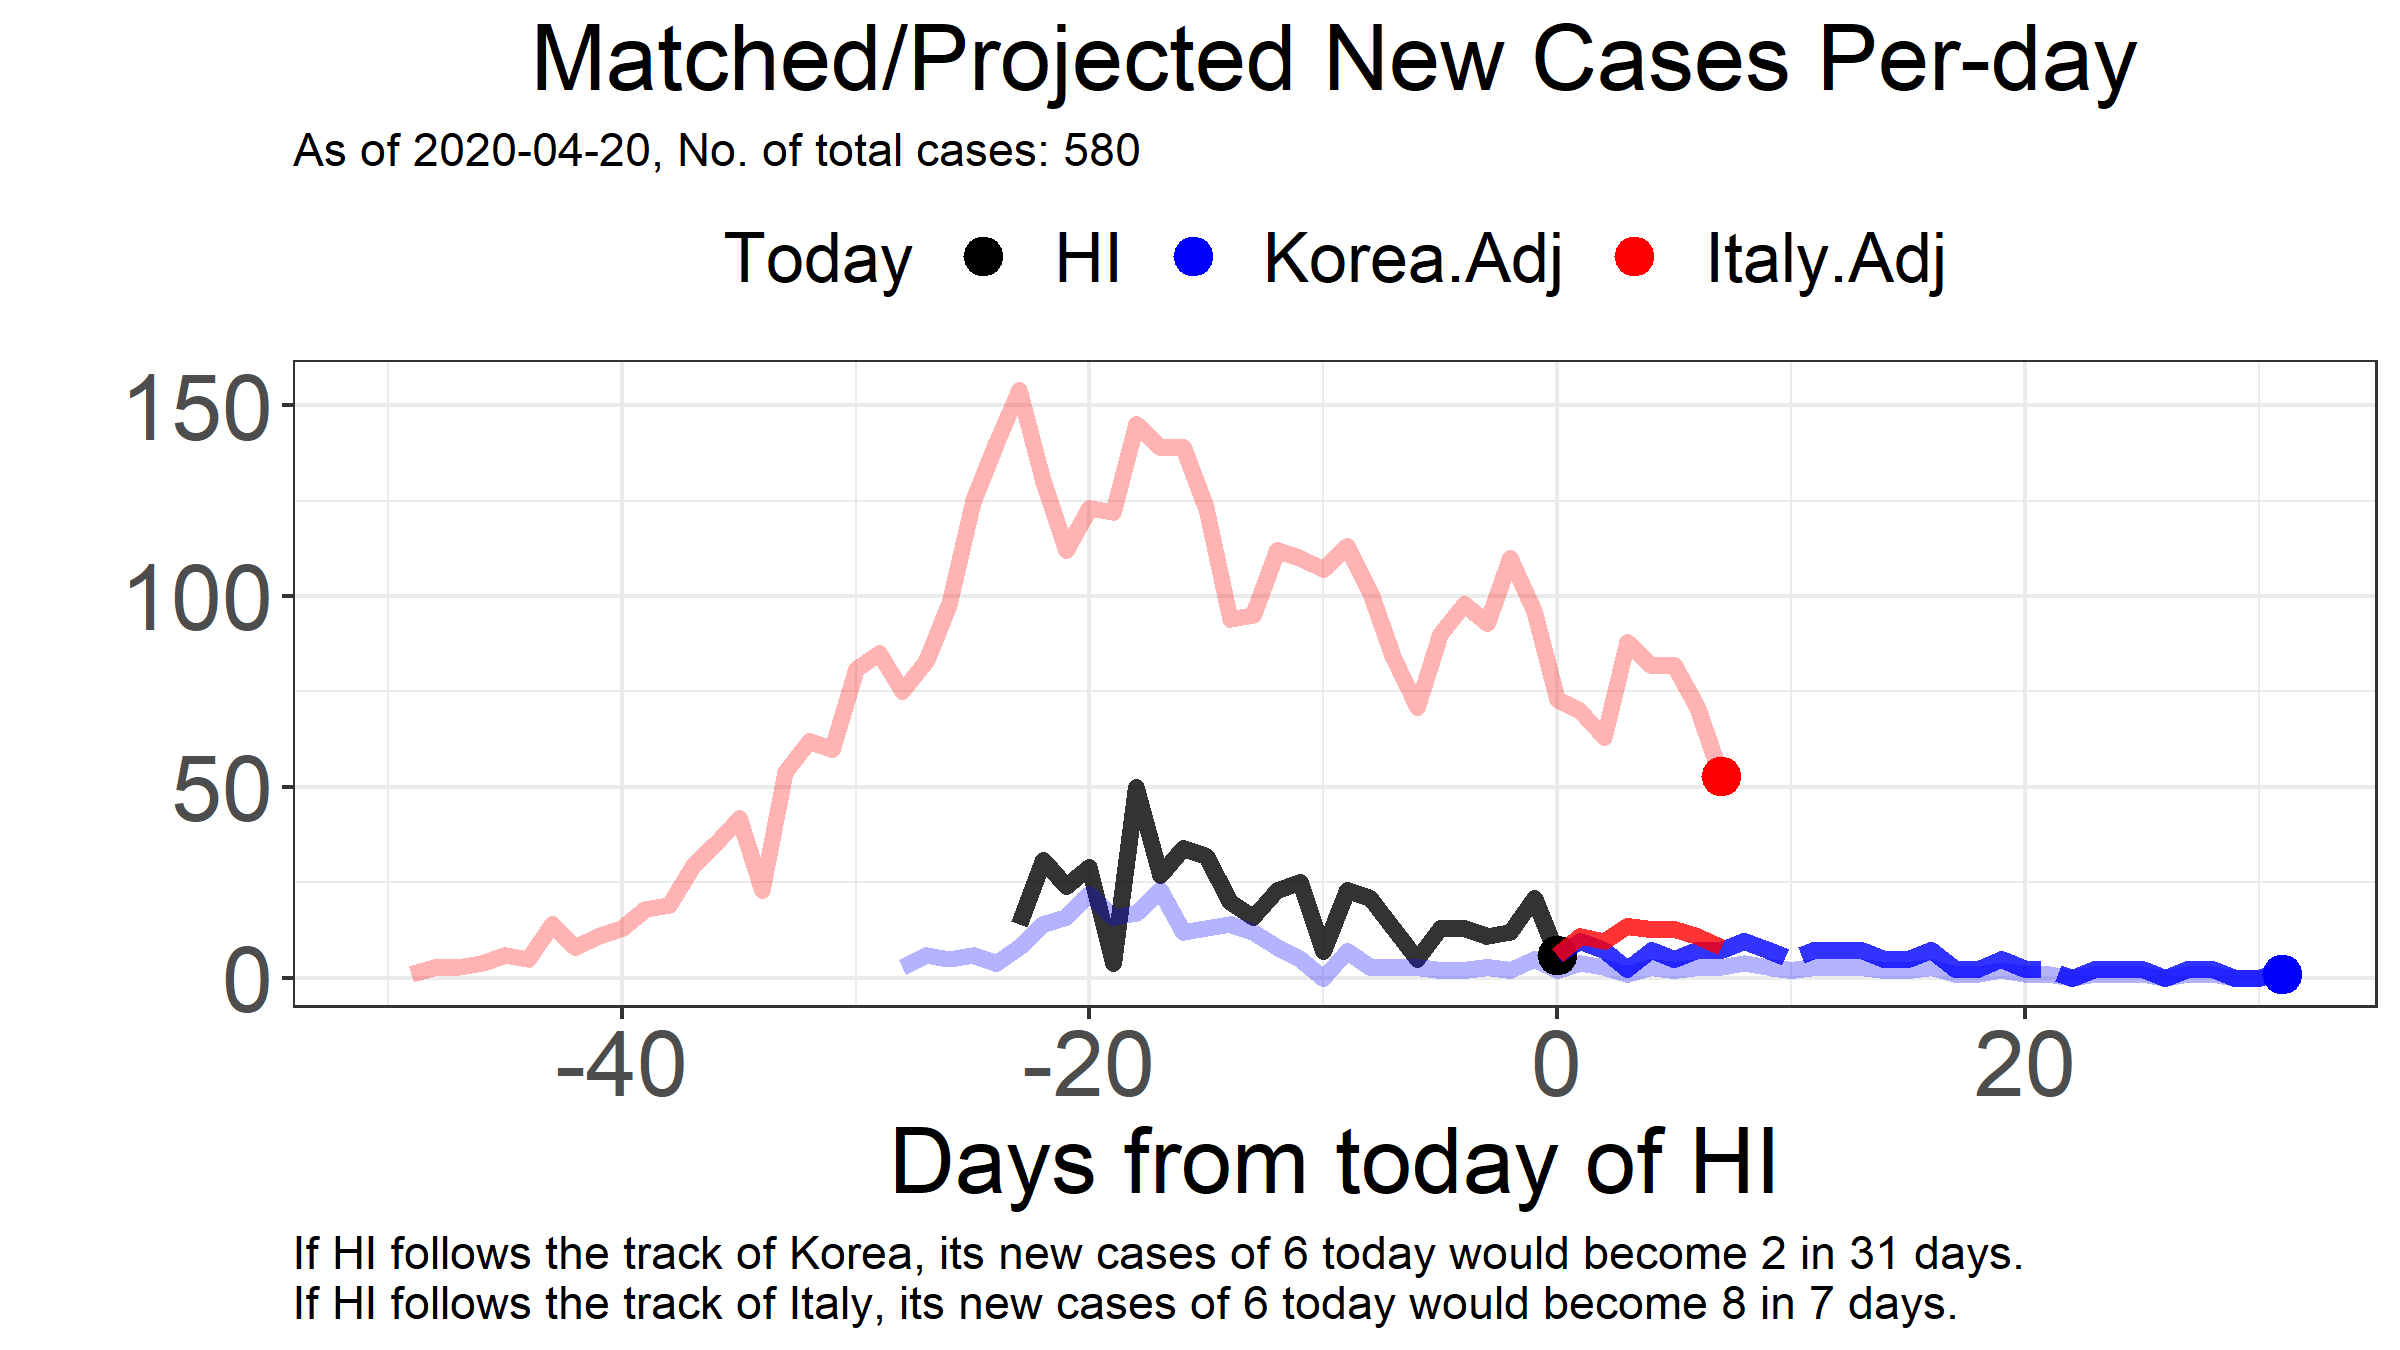 Matched/Projected New Cases Per-day
As of 2020-04-20, No. of total cases: 580
Today HI Korea.Adj Italy.Adj
150
100
50
0
-40 -20 0 20
Days from today of HI
If HI follows the track of Korea, its new cases of 6 today would become 2 in 31 days.
If HI follows the track of Italy, its new cases of 6 today would become 8 in 7 days.